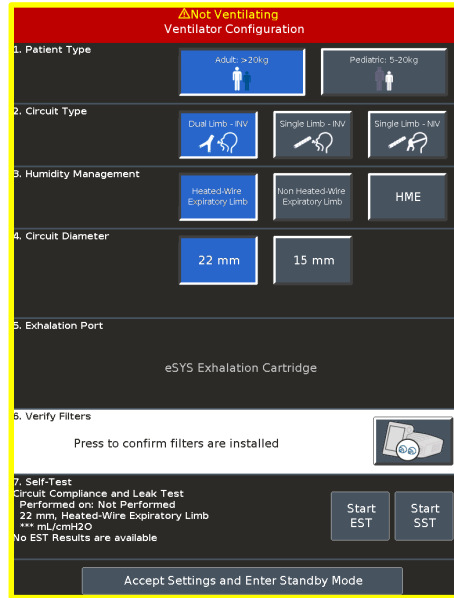 ⚠Not Ventilating
Ventilator Configuration
1. Patient Type
Adult: >20kg
Pediatric: 5-20kg
2. Circuit Type
Dual Limb - INV
Single Limb - INV
Single Limb - NIV
3. Humidity Management
Heated-Wire
Expiratory Limb
Non Heated-Wire
Expiratory Limb
HME
4. Circuit Diameter
22 mm
15 mm
5. Exhalation Port
eSYS Exhalation Cartridge
6. Verify Filters
Press to confirm filters are installed
7. Self-Test
Circuit Compliance and Leak Test
Performed on: Not Performed
22 mm, Heated-Wire Expiratory Limb
*** mL/cmH2O
No EST Results are available
Start
EST
Start
SST
Accept Settings and Enter Standby Mode